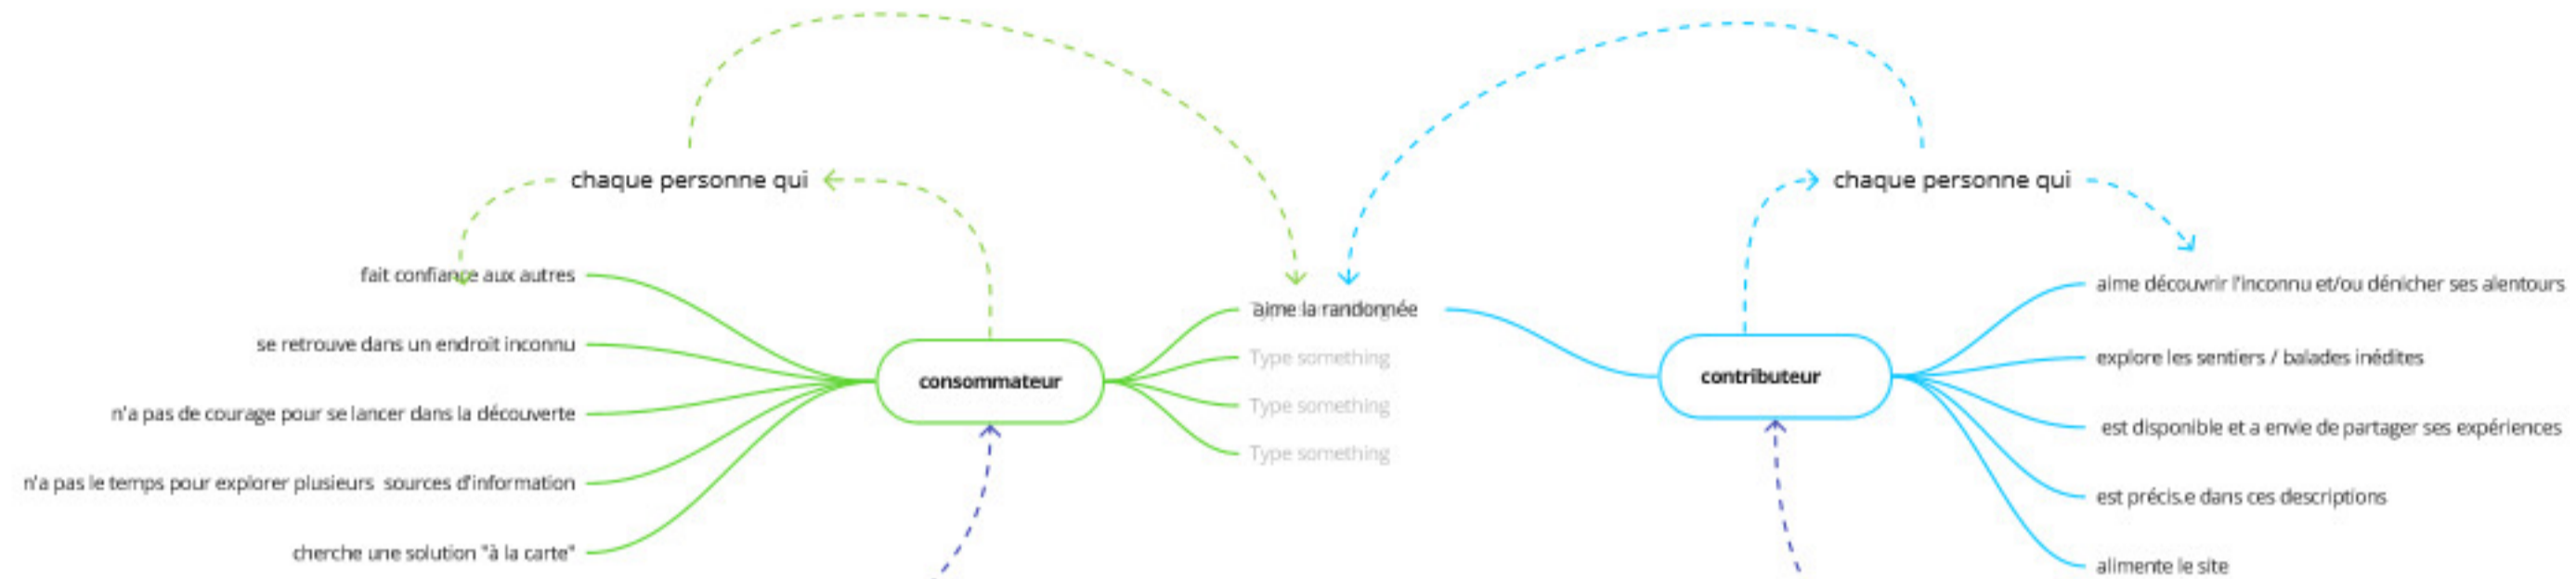 chaque personne qui
fait confiance aux autres
se retrouve dans un endroit inconnu
n'a pas de courage pour se lancer dans la découverte
n'a pas le temps pour explorer plusieurs sources d'information
cherche une solution "à la carte"
consommateur
aime la randonnée
Type something
Type something
Type something
chaque personne qui
contributeur
aime découvrir l'inconnu et/ou dénicher ses alentours
explore les sentiers / balades inédites
est disponible et a envie de partager ses expériences
est précis.e dans ces descriptions
alimente le site